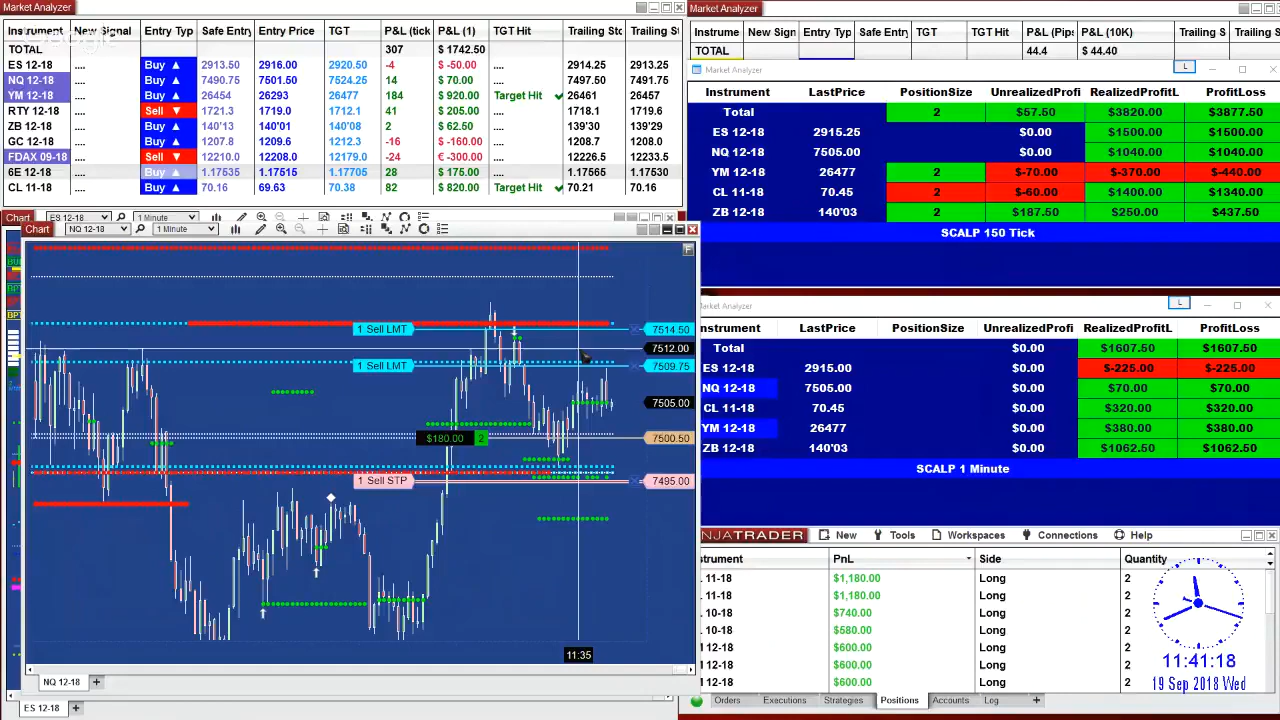 Market Analyzer
Instrument New Signal Entry Typ Safe Entry Entry Price TGT P&L (tick P&L (1) TGT Hit Trailing Sto Trailing S
TOTAL 307 $ 1742.50
ES 12-18 .... Buy ▲ 2913.50 2916.00 2920.50 -4 $ -50.00 2914.25 2913.25
NQ 12-18 .... Buy ▲ 7490.75 7501.50 7524.25 14 $ 70.00 7497.50 7491.75
YM 12-18 .... Buy ▲ 26454 26293 26477 184 $ 920.00 Target Hit ✓ 26461 26457
RTY 12-18 .... Sell ▼ 1721.3 1719.0 1712.1 41 $ 205.00 1718.1 1719.6
ZB 12-18 .... Buy ▲ 140'13 140'01 140'08 2 $ 62.50 139'30 139'29
GC 12-18 .... Buy ▲ 1207.8 1209.6 1212.3 -16 $ -160.00 1208.7 1208.0
FDAX 09-18 .... Sell ▼ 12210.0 12208.0 12179.0 -24 € -300.00 12226.5 12233.5
6E 12-18 .... Buy ▲ 1.17535 1.17515 1.17705 28 $ 175.00 1.17565 1.17530
CL 11-18 .... Buy ▲ 70.16 69.63 70.38 82 $ 820.00 Target Hit ✓ 70.21 70.16
Market Analyzer
Instrume New Sign Entry Typ Safe Entry TGT TGT Hit P&L (Pips P&L (10K) Trailing S Trailing
TOTAL 44.4 $ 44.40
Market Analyzer L
Instrument LastPrice PositionSize UnrealizedProfi RealizedProfitL ProfitLoss
Total 2 $57.50 $3820.00 $3877.50
ES 12-18 2915.25 $0.00 $1500.00 $1500.00
NQ 12-18 7505.00 $0.00 $1040.00 $1040.00
YM 12-18 26477 2 $-70.00 $-370.00 $-440.00
CL 11-18 70.45 2 $-60.00 $1400.00 $1340.00
ZB 12-18 140'03 2 $187.50 $250.00 $437.50
SCALP 150 Tick
Chart ES 12-18 1 Minute
Chart NQ 12-18 1 Minute
F
1 Sell LMT 7514.50
7512.00
1 Sell LMT 7509.75
7505.00
$180.00 2 7500.50
1 Sell STP 7495.00
11:35
NQ 12-18 +
ES 12-18 +
arket Analyzer L
nstrument LastPrice PositionSize UnrealizedProfi RealizedProfitL ProfitLoss
Total $0.00 $1607.50 $1607.50
ES 12-18 2915.00 $0.00 $-225.00 $-225.00
NQ 12-18 7505.00 $0.00 $70.00 $70.00
CL 11-18 70.45 $0.00 $320.00 $320.00
YM 12-18 26477 $0.00 $380.00 $380.00
ZB 12-18 140'03 $0.00 $1062.50 $1062.50
SCALP 1 Minute
NJATRADER New Tools Workspaces Connections Help
strument PnL Side Quantity
L 11-18 $1,180.00 Long 2
L 11-18 $1,180.00 Long 2
L 10-18 $740.00 Long 2
L 10-18 $580.00 Long 2
M 12-18 $600.00 Long 2
M 12-18 $600.00 Long 2
M 12-18 $600.00 Long 2
11:41:18
19 Sep 2018 Wed
Orders Executions Strategies Positions Accounts Log +